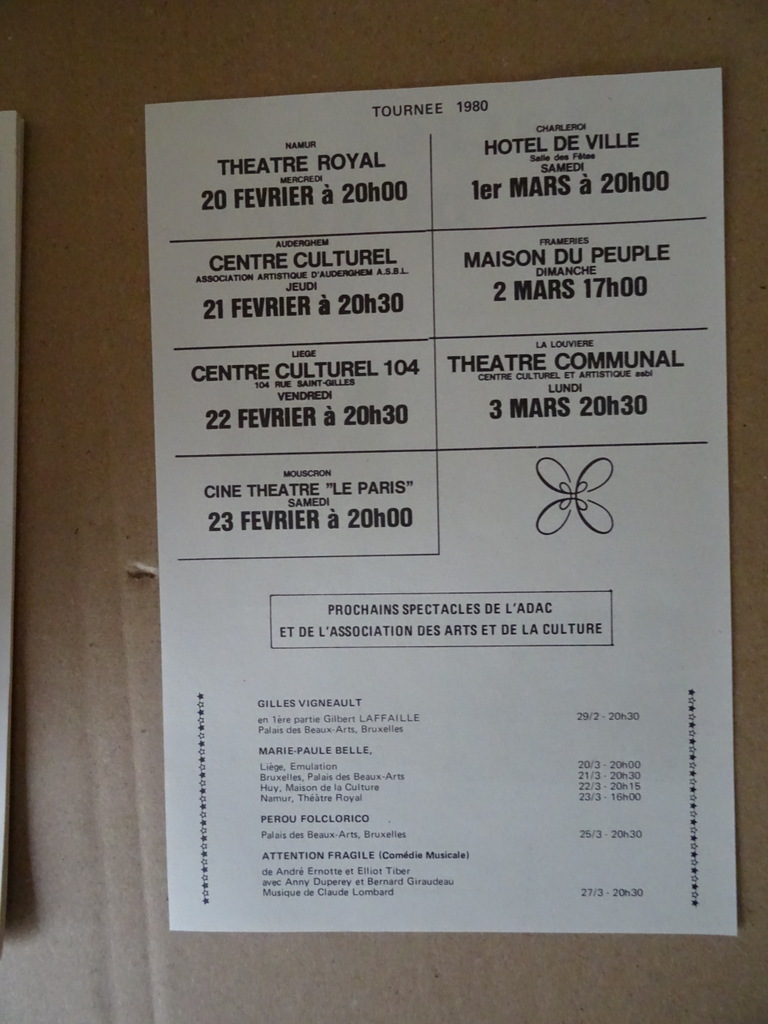 TOURNEE 1980
NAMUR
THEATRE ROYAL
MERCREDI
20 FEVRIER à 20h00
AUDERGHEM
CENTRE CULTUREL
ASSOCIATION ARTISTIQUE D'AUDERGHEM A.S.B.L.
JEUDI
21 FEVRIER à 20h30
LIEGE
CENTRE CULTUREL 104
104 RUE SAINT-GILLES
VENDREDI
22 FEVRIER à 20h30
MOUSCRON
CINE THEATRE "LE PARIS"
SAMEDI
23 FEVRIER à 20h00
CHARLEROI
HOTEL DE VILLE
Salle des Fêtes
SAMEDI
1er MARS à 20h00
FRAMERIES
MAISON DU PEUPLE
DIMANCHE
2 MARS 17h00
LA LOUVIERE
THEATRE COMMUNAL
CENTRE CULTUREL ET ARTISTIQUE asbl
LUNDI
3 MARS 20h30
PROCHAINS SPECTACLES DE L'ADAC
ET DE L'ASSOCIATION DES ARTS ET DE LA CULTURE
GILLES VIGNEAULT
en 1ère partie Gilbert LAFFAILLE 29/2 - 20h30
Palais des Beaux-Arts, Bruxelles
MARIE-PAULE BELLE,
Liège, Emulation 20/3 - 20h00
Bruxelles, Palais des Beaux-Arts 21/3 - 20h30
Huy, Maison de la Culture 22/3 - 20h15
Namur, Théâtre Royal 23/3 - 16h00
PEROU FOLCLORICO
Palais des Beaux-Arts, Bruxelles 25/3 - 20h30
ATTENTION FRAGILE (Comédie Musicale)
de André Ernotte et Elliot Tiber
avec Anny Duperey et Bernard Giraudeau
Musique de Claude Lombard 27/3 - 20h30